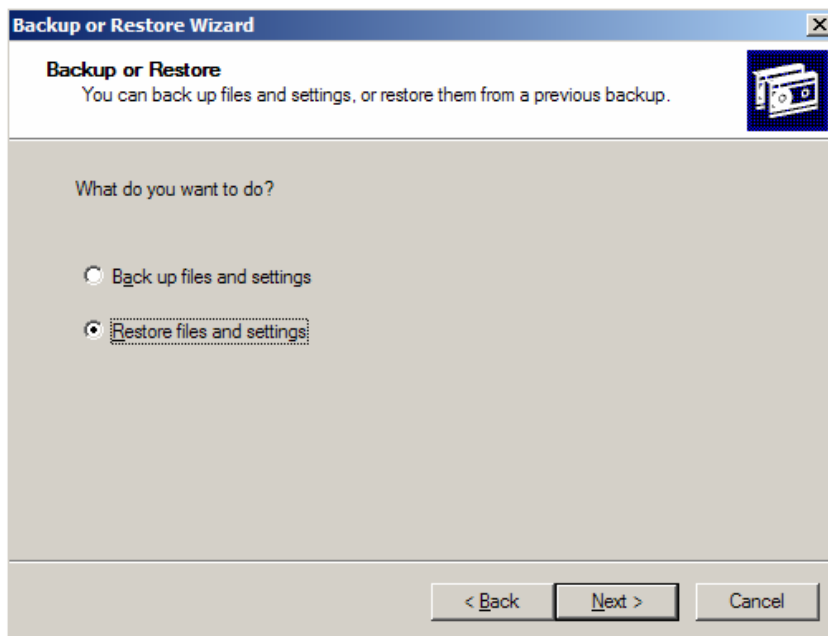 Backup or Restore Wizard
Backup or Restore
You can back up files and settings, or restore them from a previous backup.
What do you want to do?
Back up files and settings
Restore files and settings
< Back Next > Cancel